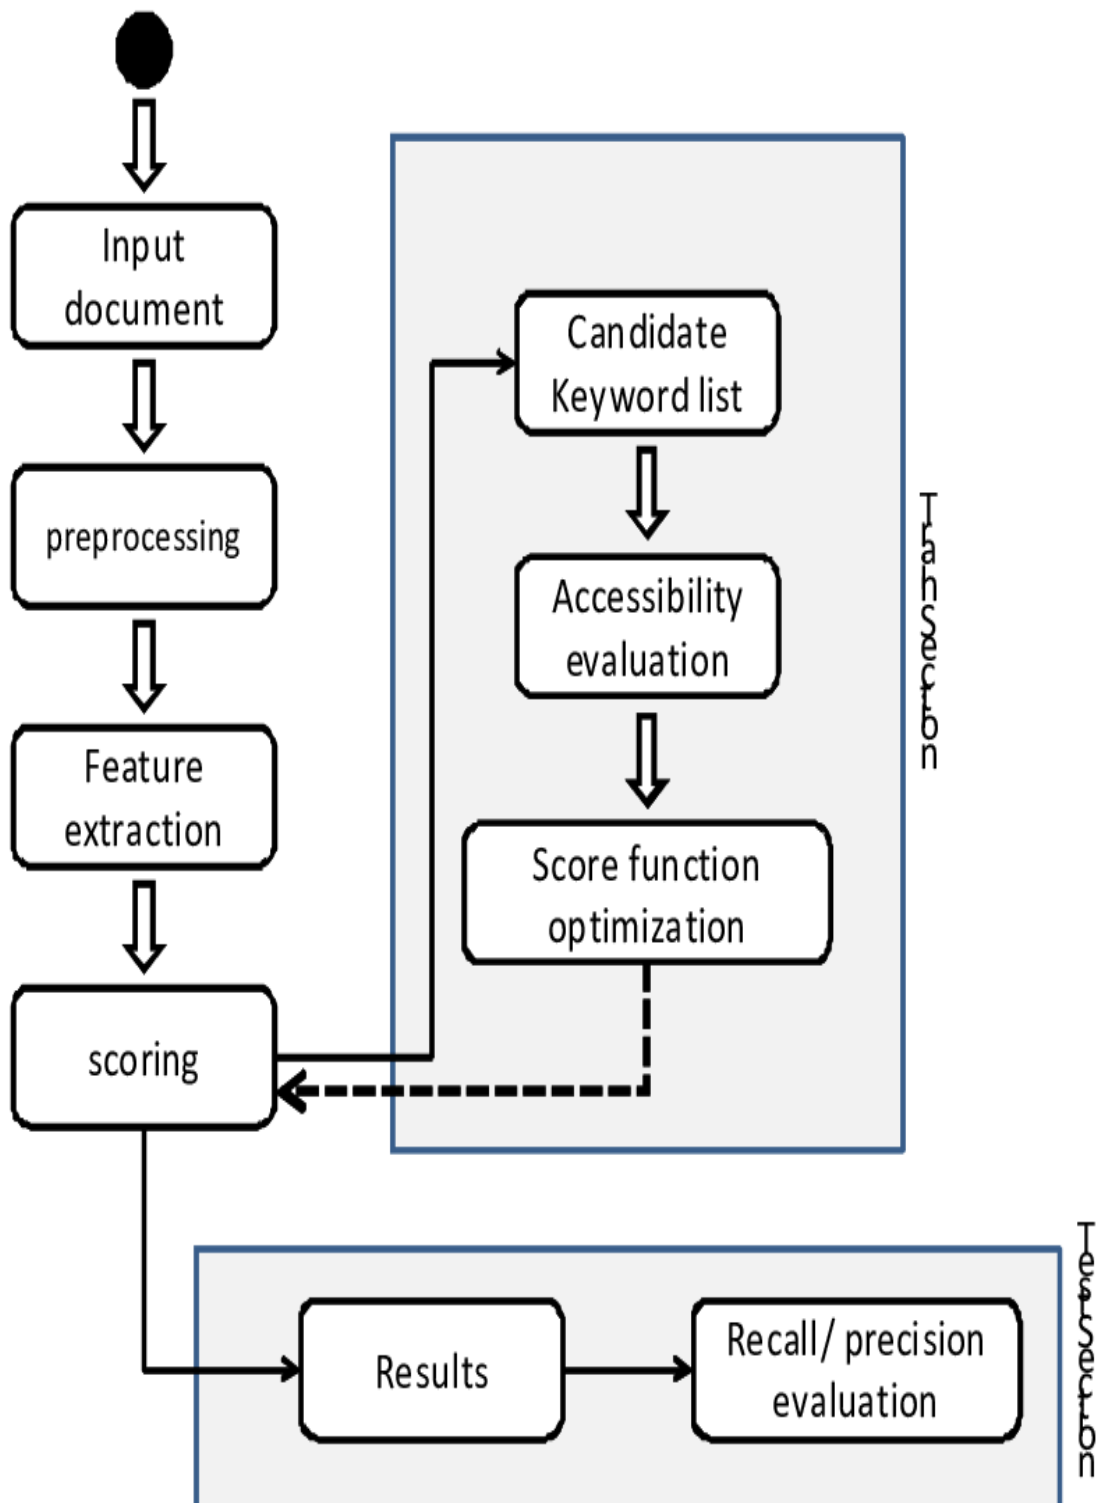 Input
document
preprocessing
Feature
extraction
scoring
Candidate
Keyword list
Accessibility
evaluation
Score function
optimization
Results
Recall/ precision
evaluation